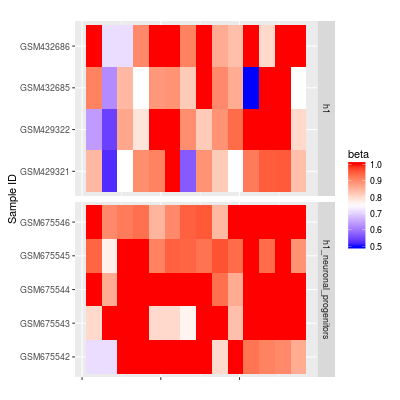 GSM432686
GSM432685
GSM429322
GSM429321
h1
GSM675546
GSM675545
GSM675544
GSM675543
GSM675542
h1_neuronal_progenitors
Sample ID
beta
1.0
0.9
0.8
0.7
0.6
0.5